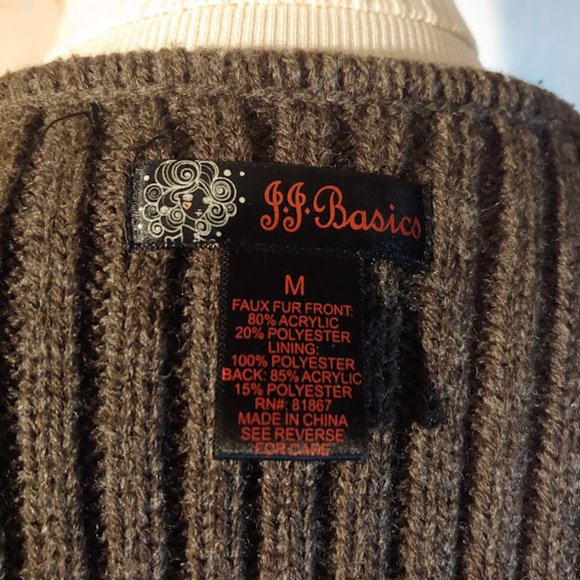 J.J. Basics
M
FAUX FUR FRONT:
80% ACRYLIC
20% POLYESTER
LINING:
100% POLYESTER
BACK: 85% ACRYLIC
15% POLYESTER
RN#: 81867
MADE IN CHINA
SEE REVERSE
FOR CARE